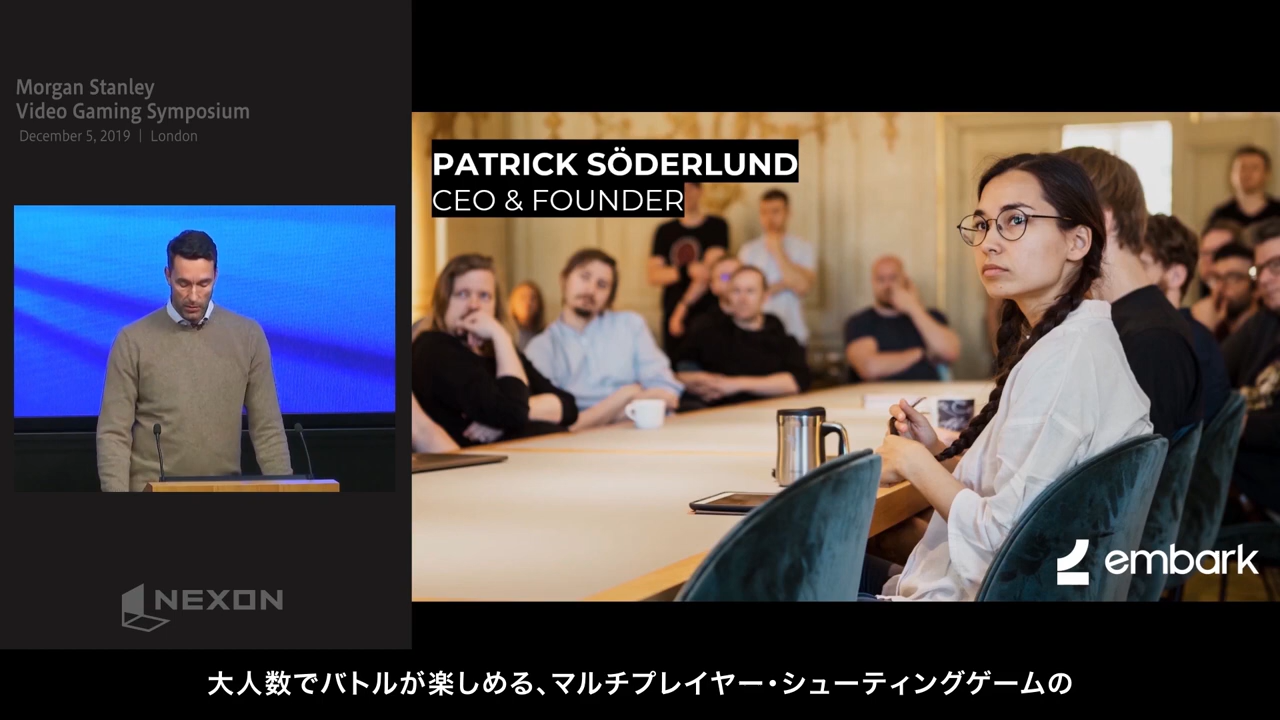 Morgan Stanley
Video Gaming Symposium
December 5, 2019 | London
PATRICK SÖDERLUND
CEO & FOUNDER
embark
NEXON
大人数でバトルが楽しめる、マルチプレイヤー・シューティングゲームの